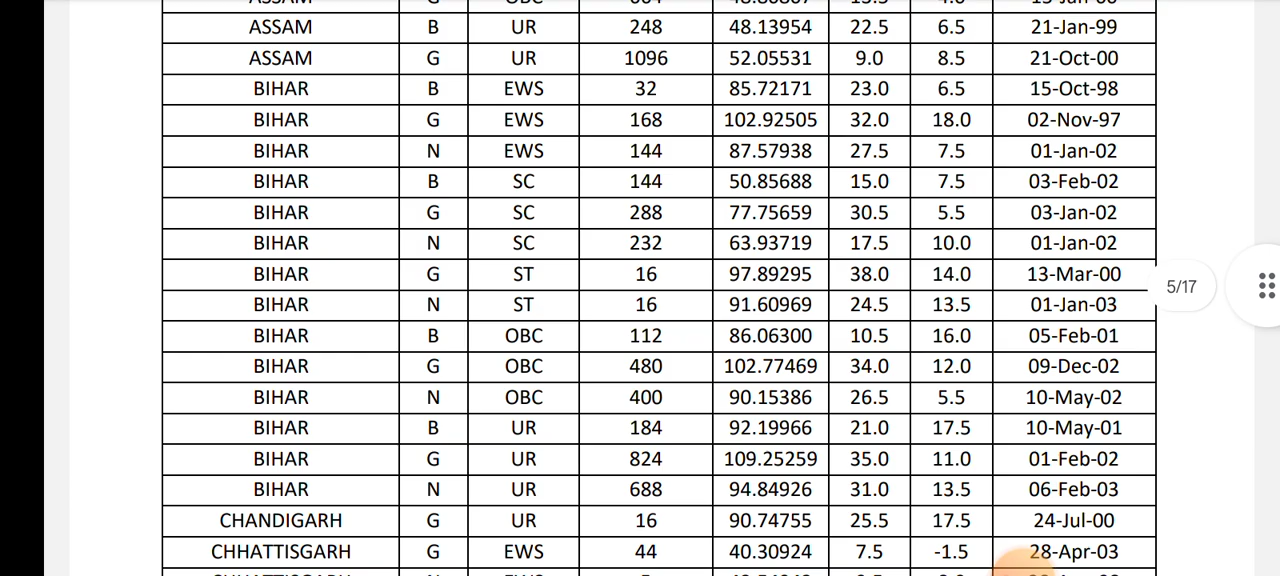 ASSAM B UR 248 48.13954 22.5 6.5 21-Jan-99
ASSAM G UR 1096 52.05531 9.0 8.5 21-Oct-00
BIHAR B EWS 32 85.72171 23.0 6.5 15-Oct-98
BIHAR G EWS 168 102.92505 32.0 18.0 02-Nov-97
BIHAR N EWS 144 87.57938 27.5 7.5 01-Jan-02
BIHAR B SC 144 50.85688 15.0 7.5 03-Feb-02
BIHAR G SC 288 77.75659 30.5 5.5 03-Jan-02
BIHAR N SC 232 63.93719 17.5 10.0 01-Jan-02
BIHAR G ST 16 97.89295 38.0 14.0 13-Mar-00
5/17
BIHAR N ST 16 91.60969 24.5 13.5 01-Jan-03
BIHAR B OBC 112 86.06300 10.5 16.0 05-Feb-01
BIHAR G OBC 480 102.77469 34.0 12.0 09-Dec-02
BIHAR N OBC 400 90.15386 26.5 5.5 10-May-02
BIHAR B UR 184 92.19966 21.0 17.5 10-May-01
BIHAR G UR 824 109.25259 35.0 11.0 01-Feb-02
BIHAR N UR 688 94.84926 31.0 13.5 06-Feb-03
CHANDIGARH G UR 16 90.74755 25.5 17.5 24-Jul-00
CHHATTISGARH G EWS 44 40.30924 7.5 -1.5 28-Apr-03